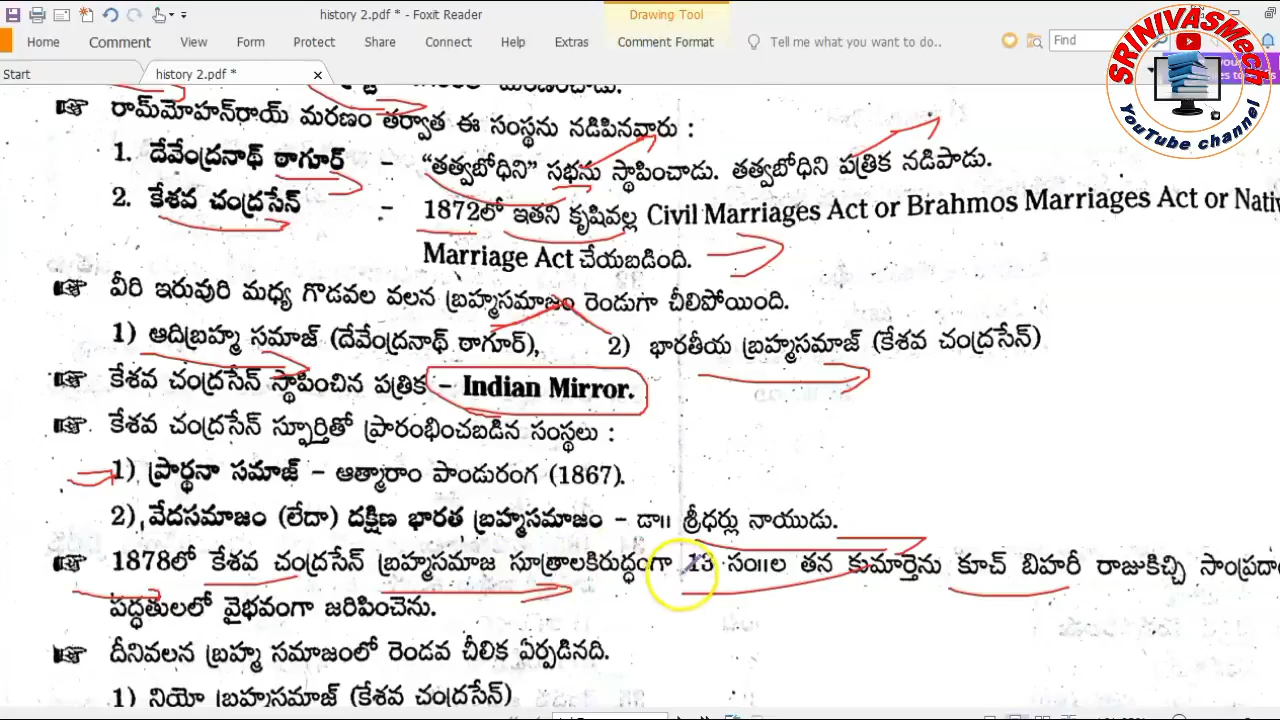 history 2.pdf * - Foxit Reader
Drawing Tool
Home Comment View Form Protect Share Connect Help Extras Comment Format Tell me what you want to do.. Find
Start history 2.pdf *
SRINIVASMech
YouTube channel
రామ్‌మోహన్‌రాయ్ మరణం తర్వాత ఈ సంస్థను నడిపినవారు :
1. దేవేంద్రనాథ్ ఠాగూర్ - "తత్వబోధిని" సభను స్థాపించాడు. తత్వబోధిని పత్రిక నడిపాడు.
2. కేశవ చంద్రసేన్ - 1872లో ఇతని కృషివల్ల Civil Marriages Act or Brahmos Marriages Act or Nativ
Marriage Act చేయబడింది.
వీరి ఇరువురి మధ్య గొడవల వలన బ్రహ్మసమాజం రెండుగా చీలిపోయింది.
1) ఆదిబ్రహ్మ సమాజ్ (దేవేంద్రనాథ్ ఠాగూర్), 2) భారతీయ బ్రహ్మసమాజ్ (కేశవ చంద్రసేన్)
కేశవ చంద్రసేన్ స్థాపించిన పత్రిక - Indian Mirror.
కేశవ చంద్రసేన్ స్ఫూర్తితో ప్రారంభించబడిన సంస్థలు :
1) ప్రార్థనా సమాజ్ - ఆత్మారాం పాండురంగ (1867).
2) వేదసమాజం (లేదా) దక్షిణ భారత బ్రహ్మసమాజం - డా॥ శ్రీధర్లు నాయుడు.
1878లో కేశవ చంద్రసేన్ బ్రహ్మసమాజ సూత్రాలకిరుద్ధంగా 13 సం॥ల తన కుమార్తెను కూచ్ బిహరీ రాజుకిచ్చి సాంప్రదా
పద్ధతులలో వైభవంగా జరిపించెను.
దీనివలన బ్రహ్మ సమాజంలో రెండవ చీలిక ఏర్పడినది.
1) నియో బ్రహ్మసమాజ్ (కేశవ చంద్రసేన్)